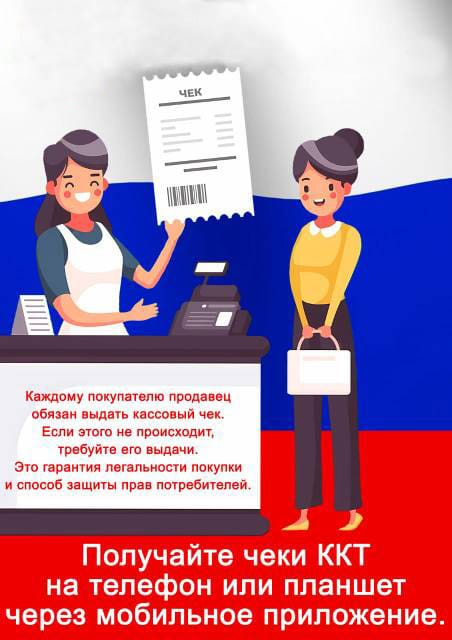 ЧЕК
Каждому покупателю продавец
обязан выдать кассовый чек.
Если этого не происходит,
требуйте его выдачи.
Это гарантия легальности покупки
и способ защиты прав потребителей.
Получайте чеки ККТ
на телефон или планшет
через мобильное приложение.